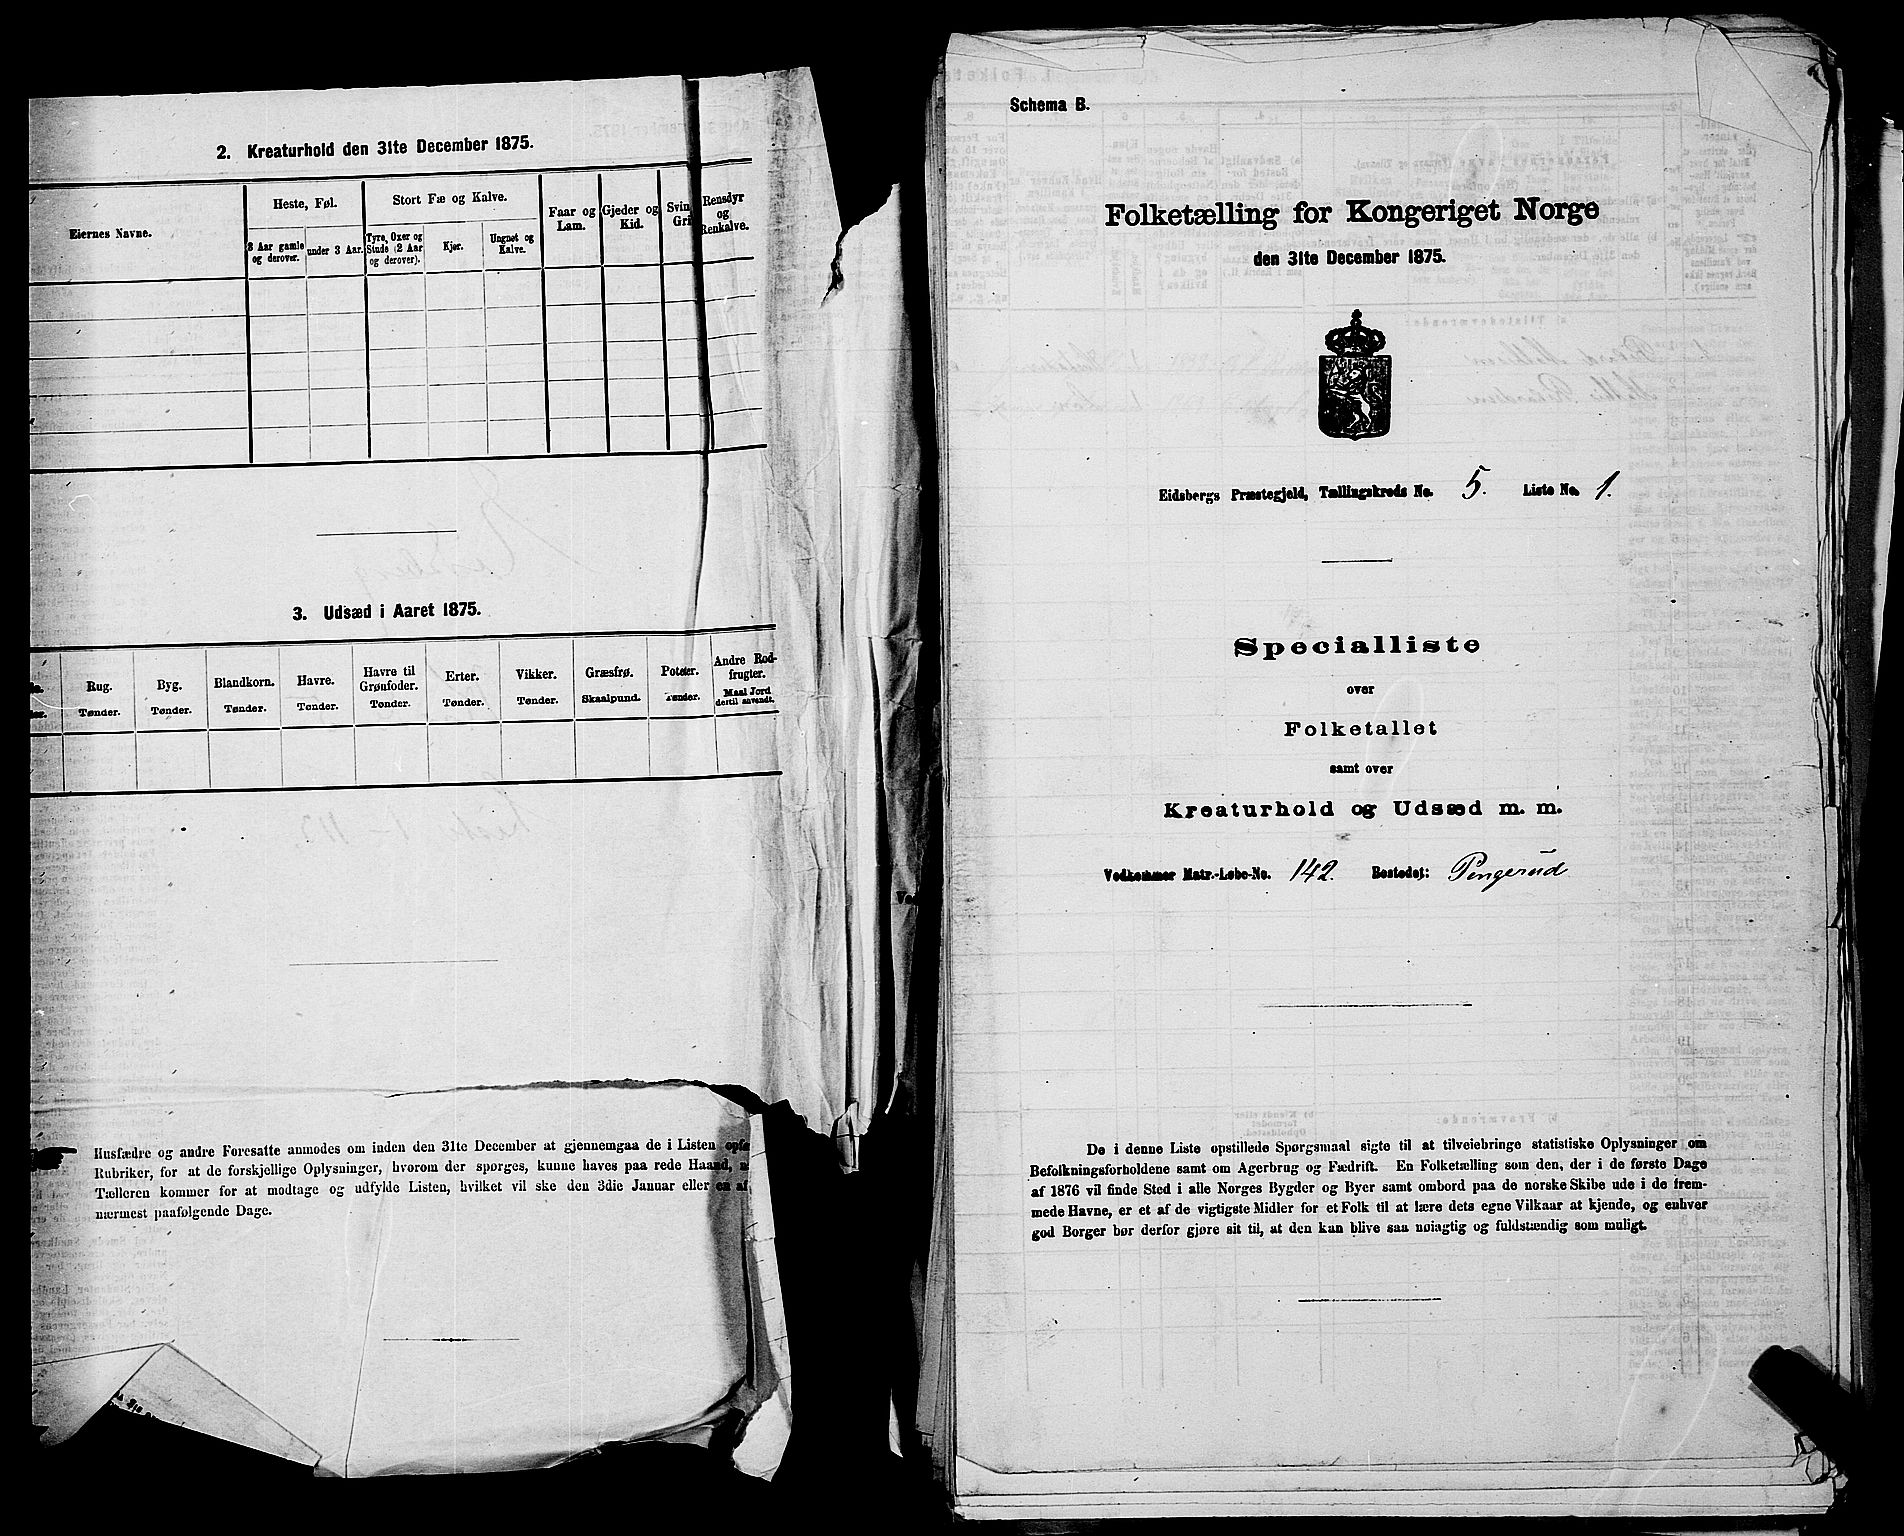 2. Kreaturhold den 31te December 1875.
Eiernes Navne.
Heste, Føl.
3 Aar gamle og derover.
under 3 Aar.
Stort Fæ og Kalve.
Tyre, Oxer og Stude (2 Aar og derover).
Kjør.
Ungnøt og Kalve.
Faar og Lam.
Gjeder og Kid.
Svin
Gri
Rensdyr og Renkalve.
3. Udsæd i Aaret 1875.
Rug. Tønder.
Byg. Tønder.
Blandkorn. Tønder.
Havre. Tønder.
Havre til Grønfoder. Tønder.
Erter. Tønder.
Vikker. Tønder.
Græsfrø. Skaalpund.
Poteter. Tønder.
Andre Rodfrugter. Maal Jord dertil anvendt.
Husfædre og andre Foresatte anmodes om inden den 31te December at gjennemgaa de i Listen opfø
Rubriker, for at de forskjellige Oplysninger, hvorom der spørges, kunne haves paa rede Haand, n
Tælleren kommer for at modtage og udfylde Listen, hvilket vil ske den 3die Januar eller en af
nærmest paafølgende Dage.
Schema B.
Folketælling for Kongeriget Norge
den 31te December 1875.
Eidsbergs Præstegjeld, Tællingskreds No. 5. Liste No. 1.
Specialliste
over
Folketallet
samt over
Kreaturhold og Udsæd m. m.
Vedkommer Matr.-Løbe-No. 142. Bostedet: Pengerud
De i denne Liste opstillede Spørgsmaal sigte til at tilveiebringe statistiske Oplysninger om
Befolkningsforholdene samt om Agerbrug og Fædrift. En Folketælling som den, der i de første Dage
af 1876 vil finde Sted i alle Norges Bygder og Byer samt ombord paa de norske Skibe ude i de frem-
mede Havne, er et af de vigtigste Midler for et Folk til at lære dets egne Vilkaar at kjende, og enhver
god Borger bør derfor gjøre sit til, at den kan blive saa nøiagtig og fuldstændig som muligt.